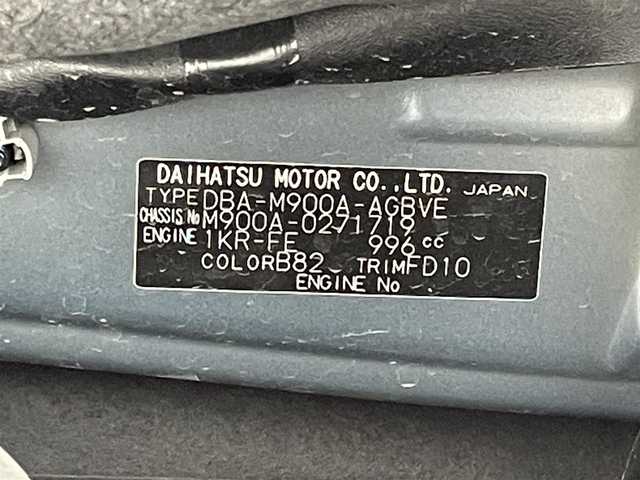 DAIHATSU MOTOR CO.,LTD. JAPAN
TYPE DBA-M900A-AGBVE
CHASSIS No M900A-0271719
ENGINE 1KR-FE 996 cc
COLOR B82 TRIM FD10
ENGINE No